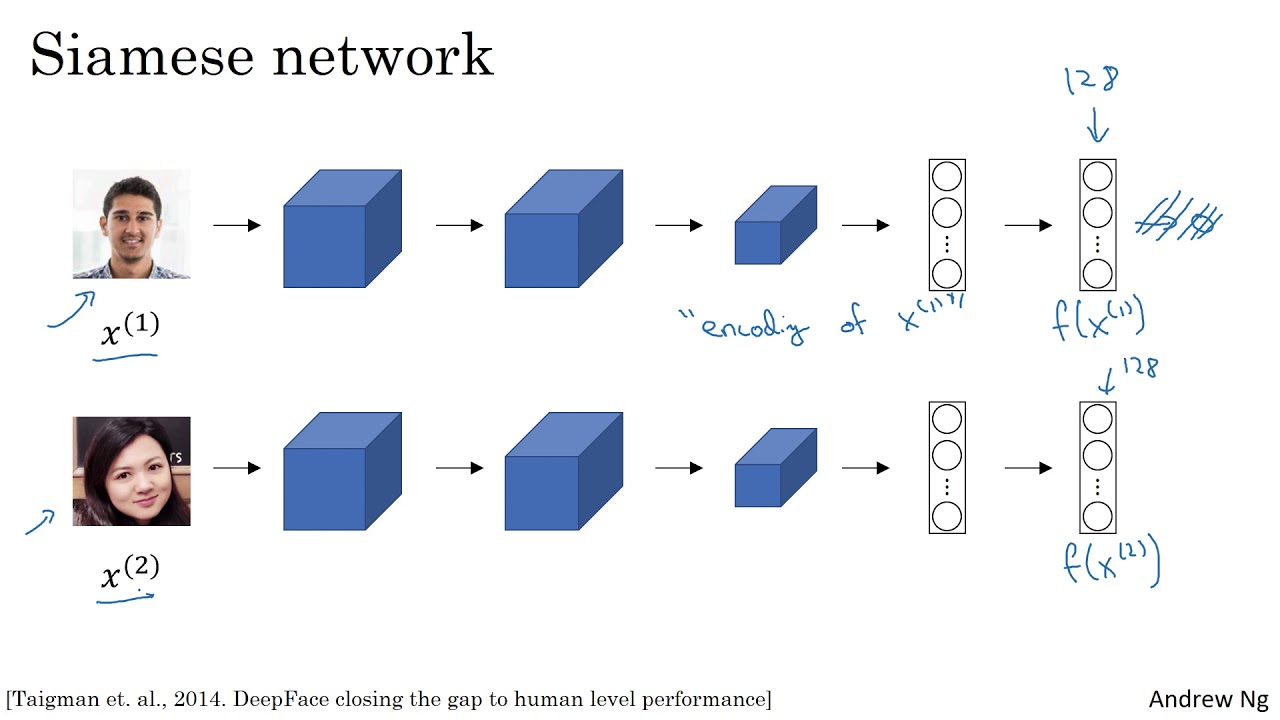 Siamese network
128
x(1)
"encoding of x(1)"
f(x(1))
128
rs
x(2)
f(x(2))
[Taigman et. al., 2014. DeepFace closing the gap to human level performance]
Andrew Ng